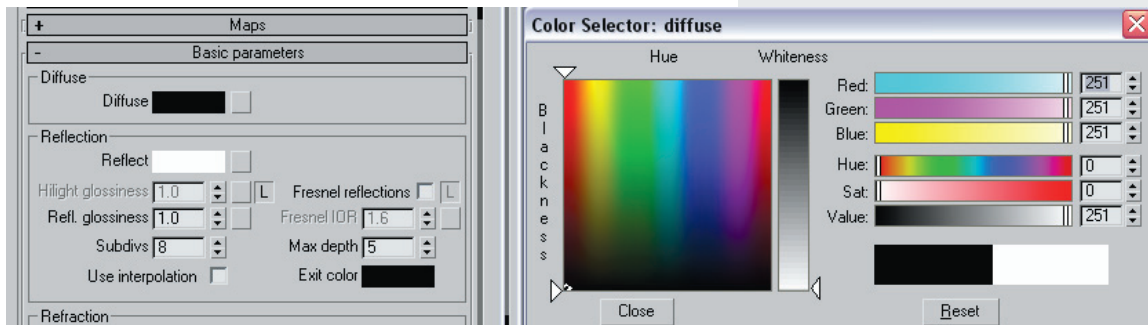 + Maps
- Basic parameters
Diffuse
Diffuse
Reflection
Reflect
Hilight glossiness 1.0 L Fresnel reflections L
Refl. glossiness 1.0 Fresnel IOR 1.6
Subdivs 8 Max depth 5
Use interpolation Exit color
Refraction
Color Selector: diffuse
Hue Whiteness
Blackness
Red: 251
Green: 251
Blue: 251
Hue: 0
Sat: 0
Value: 251
Close Reset